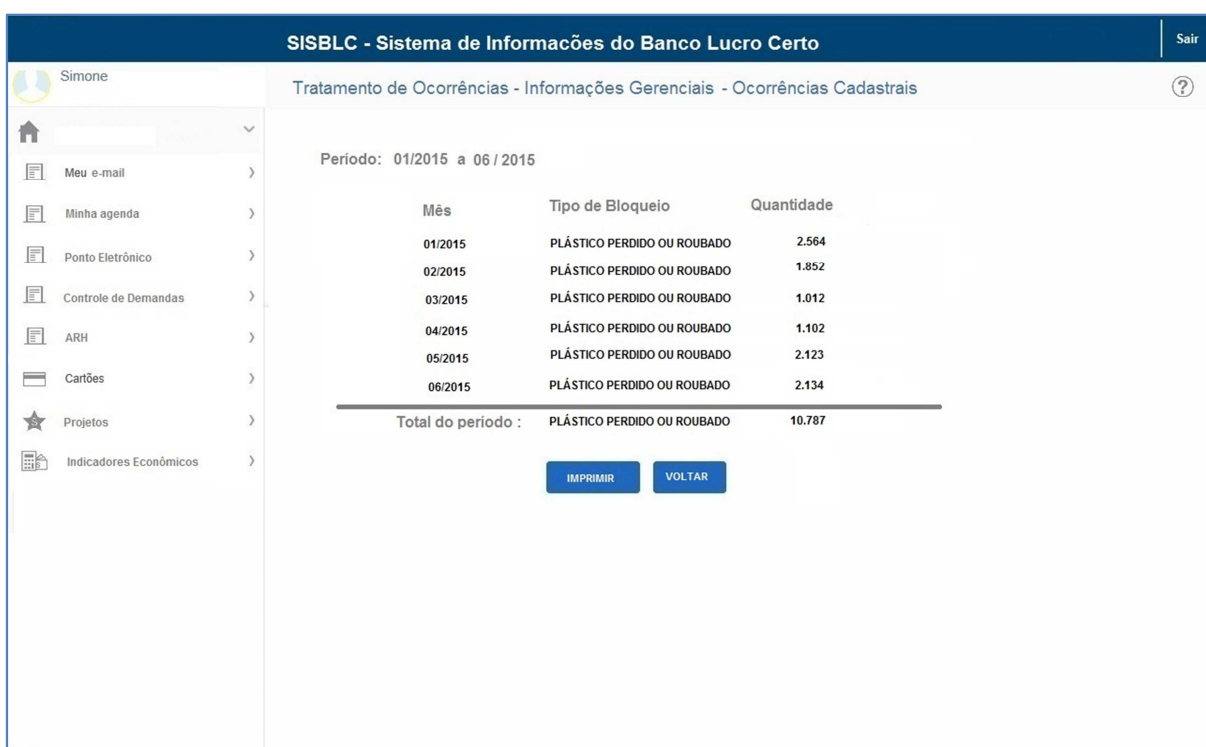 SISBLC - Sistema de Informacões do Banco Lucro Certo
Sair
Simone
Tratamento de Ocorrências - Informações Gerenciais - Ocorrências Cadastrais
?
Período: 01/2015 a 06 / 2015
Meu e-mail
Minha agenda
Ponto Eletrônico
Controle de Demandas
ARH
Cartões
Projetos
Indicadores Econômicos
Mês Tipo de Bloqueio Quantidade
01/2015 PLÁSTICO PERDIDO OU ROUBADO 2.564
02/2015 PLÁSTICO PERDIDO OU ROUBADO 1.852
03/2015 PLÁSTICO PERDIDO OU ROUBADO 1.012
04/2015 PLÁSTICO PERDIDO OU ROUBADO 1.102
05/2015 PLÁSTICO PERDIDO OU ROUBADO 2.123
06/2015 PLÁSTICO PERDIDO OU ROUBADO 2.134
Total do período : PLÁSTICO PERDIDO OU ROUBADO 10.787
IMPRIMIR VOLTAR